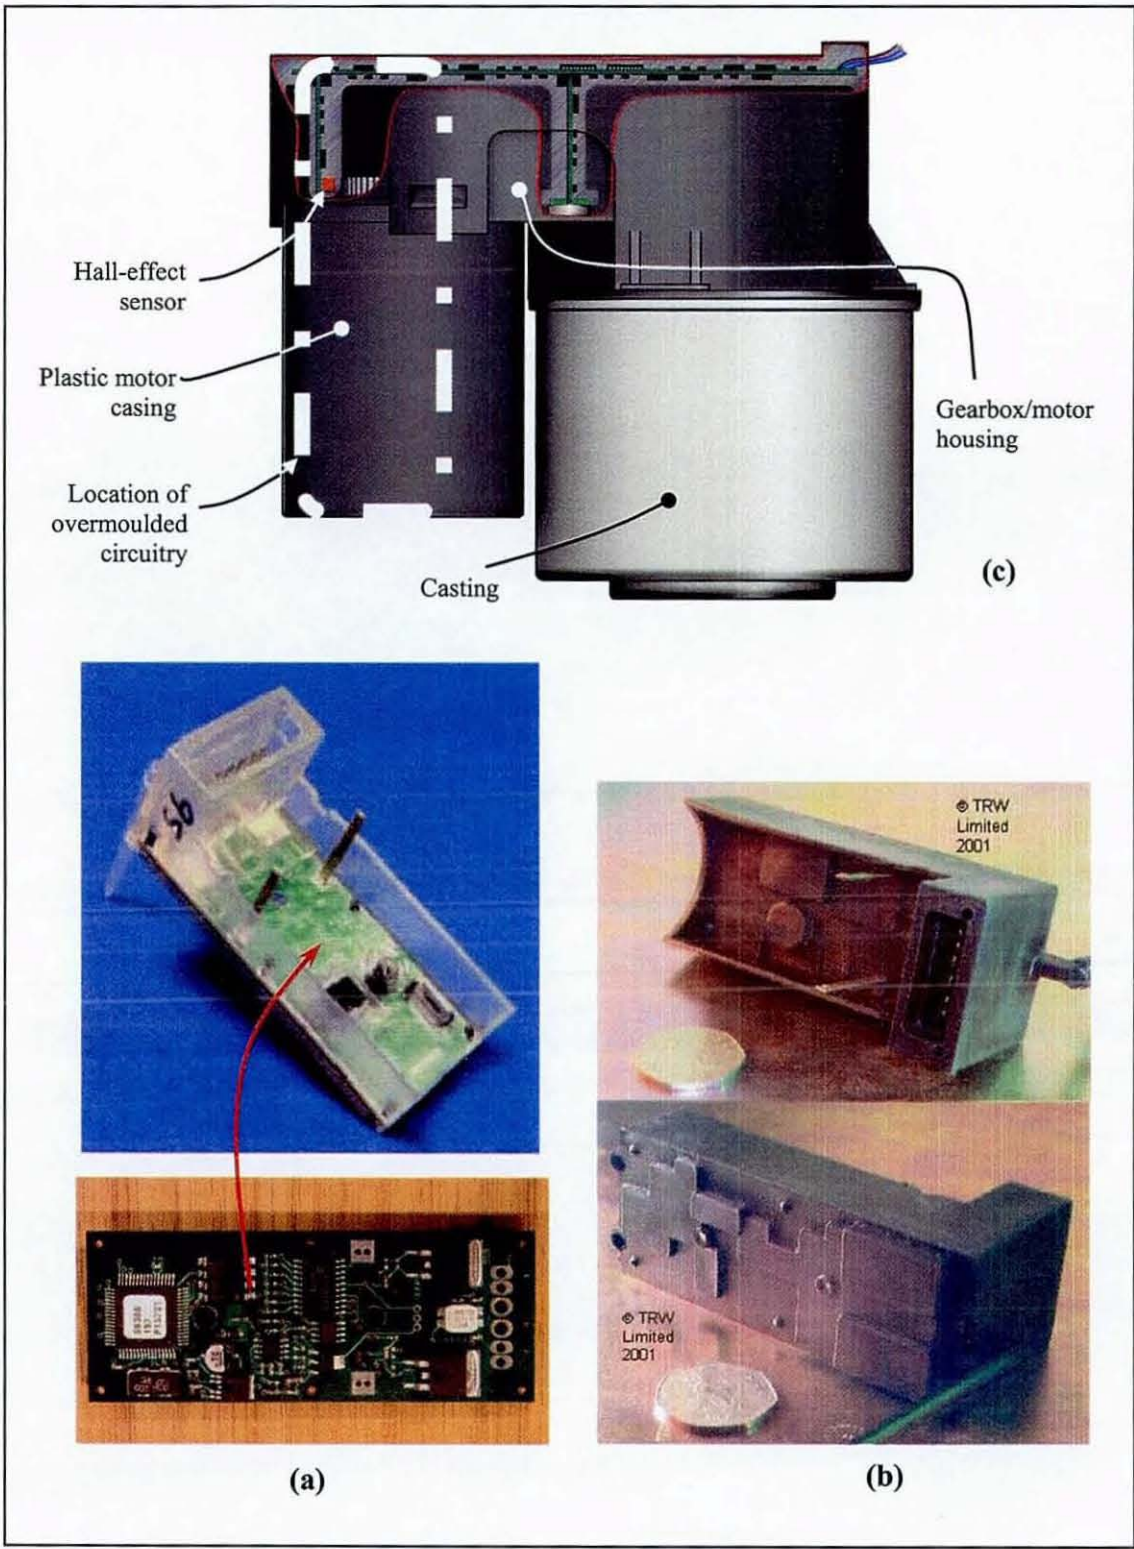 Hall-effect
sensor
Plastic motor
casing
Location of
overmoulded
circuitry
Casting
Gearbox/motor
housing
(c)
S6
© TRW
Limited
2001
© TRW
Limited
2001
(a)
(b)